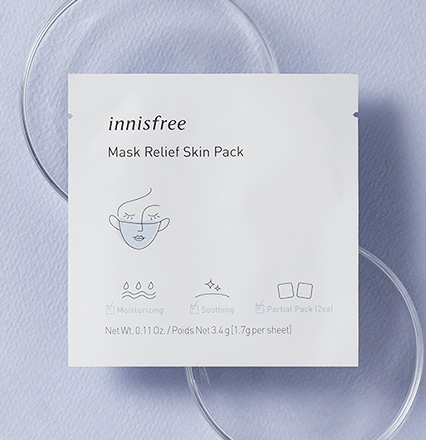 innisfree
Mask Relief Skin Pack
Moisturizing
Soothing
Partial Pack (2ea)
Net Wt. 0.11 Oz. / Poids Net 3.4 g (1.7g per sheet)